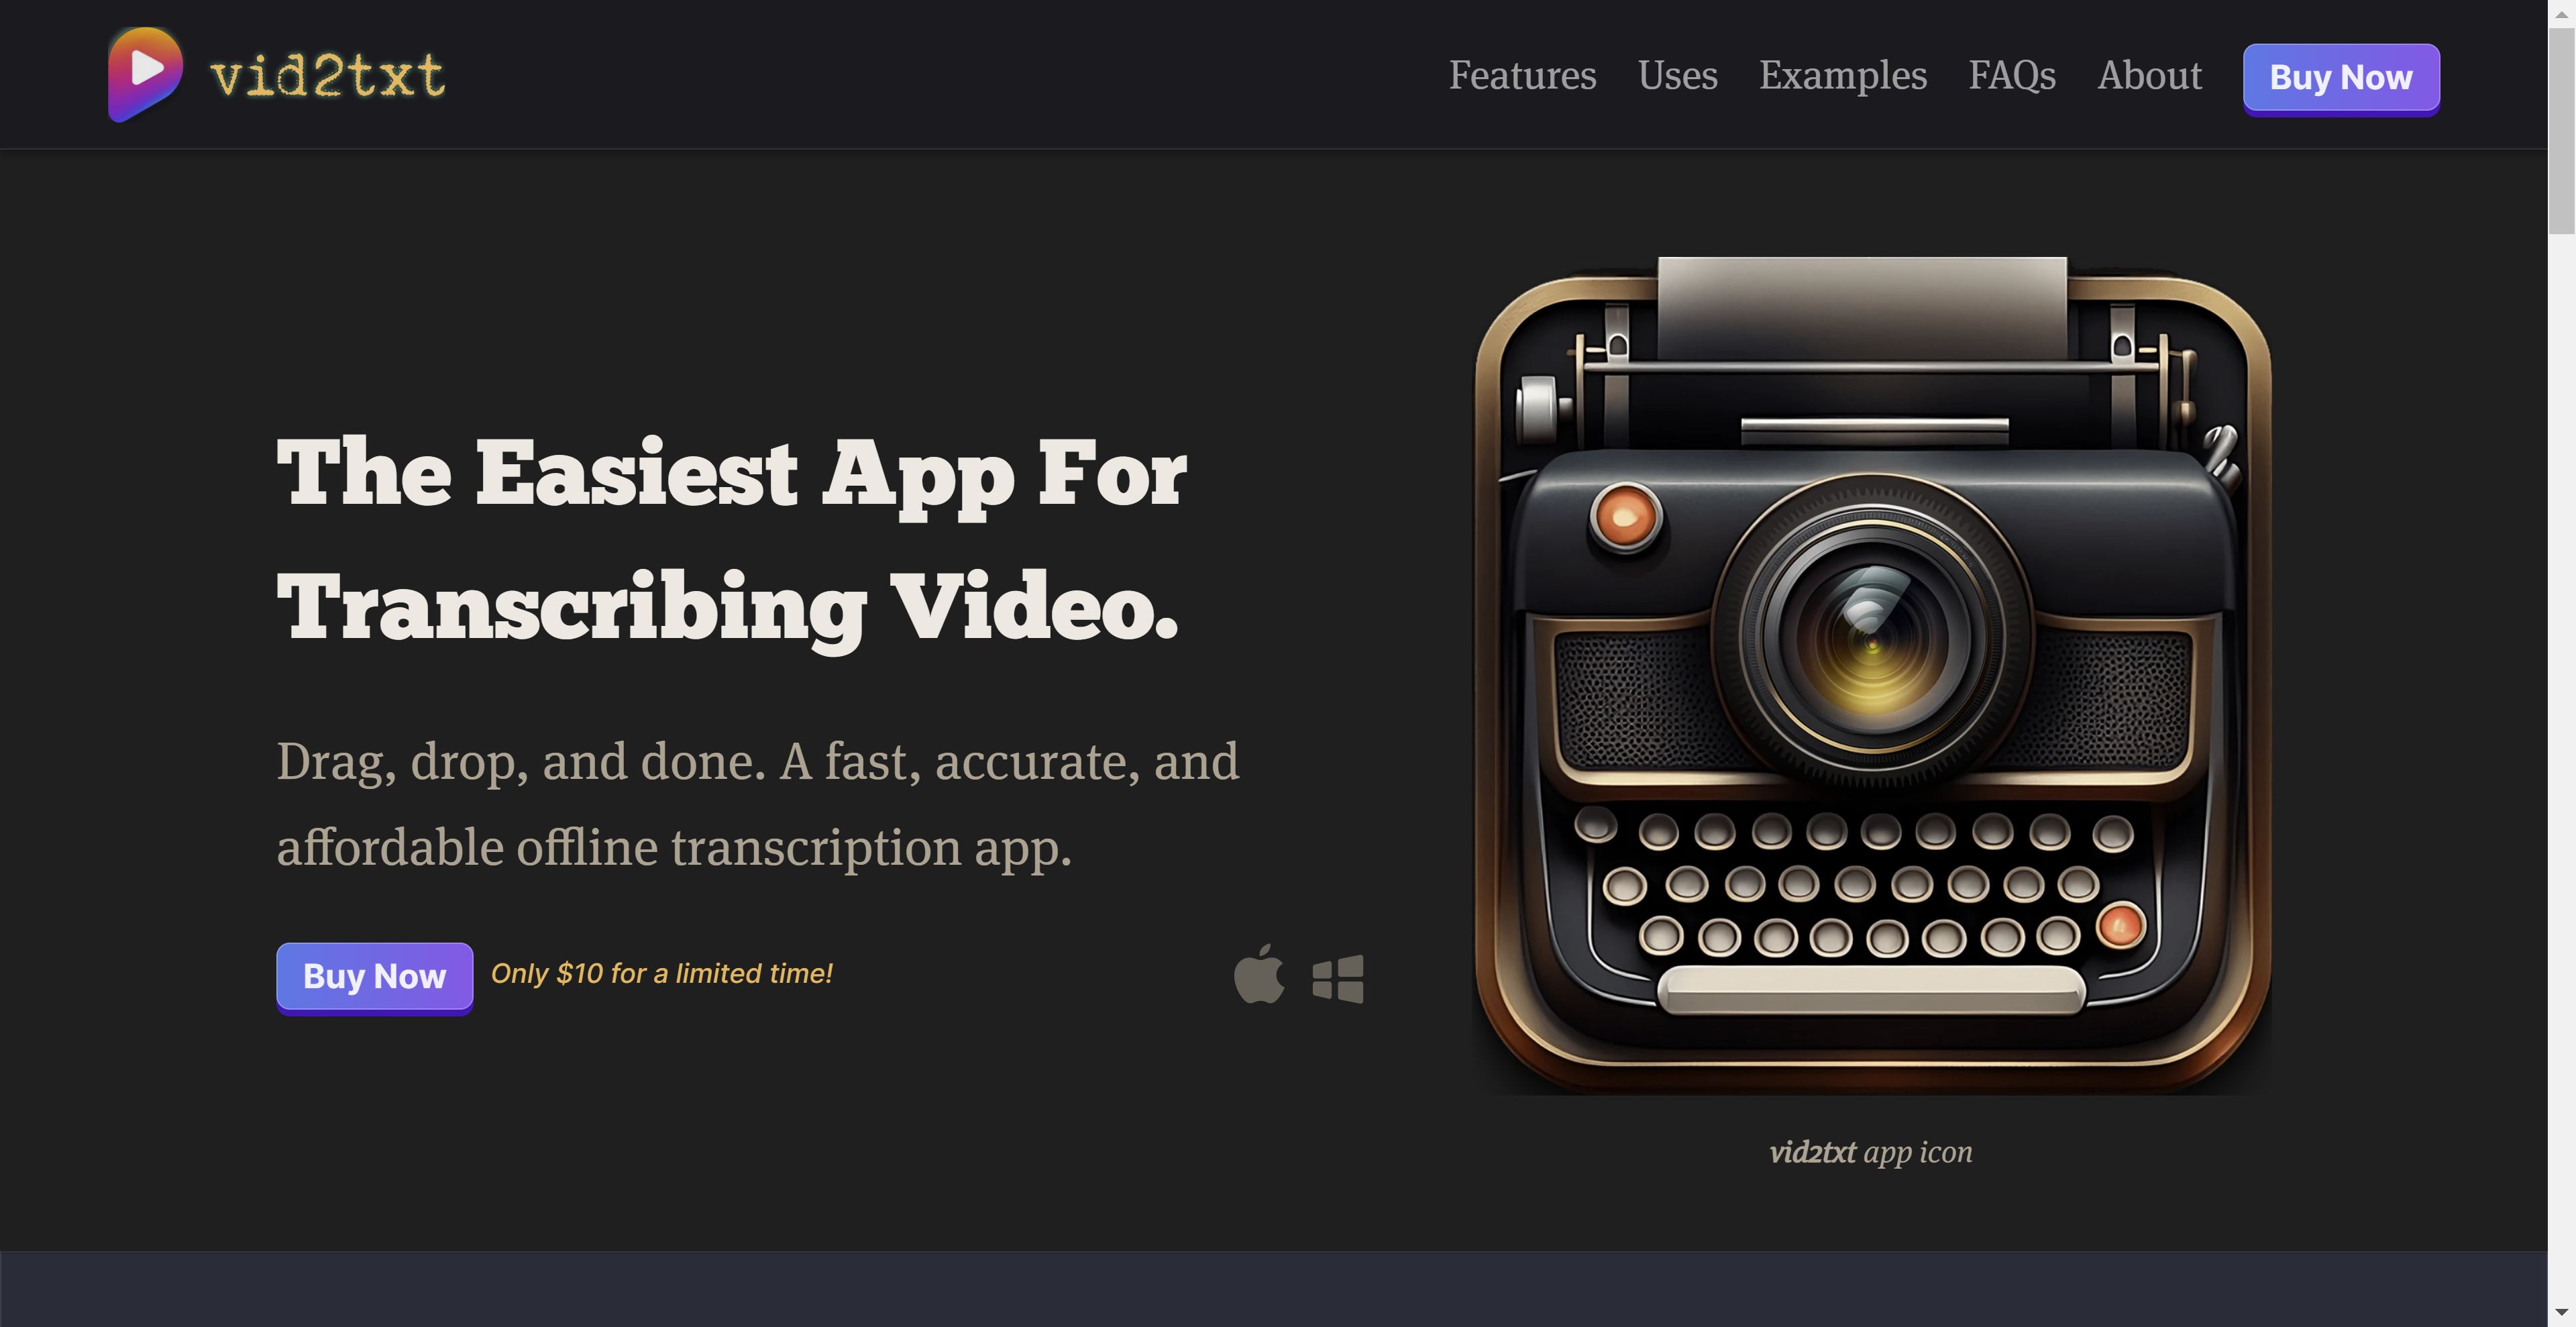 vid2txt
Features
Uses
Examples
FAQs
About
Buy Now
The Easiest App For
Transcribing Video.
Drag, drop, and done. A fast, accurate, and
affordable offline transcription app.
Buy Now
Only $10 for a limited time!
vid2txt app icon